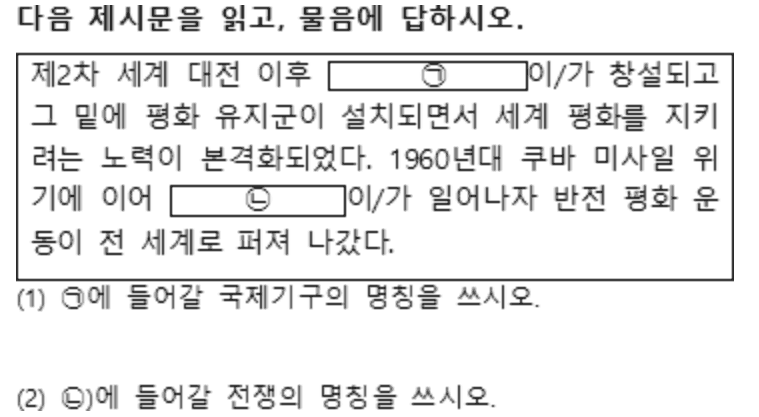 다음 제시문을 읽고, 물음에 답하시오.
제2차 세계 대전 이후 ㉠이/가 창설되고
그 밑에 평화 유지군이 설치되면서 세계 평화를 지키
려는 노력이 본격화되었다. 1960년대 쿠바 미사일 위
기에 이어 ㉡이/가 일어나자 반전 평화 운
동이 전 세계로 퍼져 나갔다.
(1) ㉠에 들어갈 국제기구의 명칭을 쓰시오.
(2) ㉡)에 들어갈 전쟁의 명칭을 쓰시오.